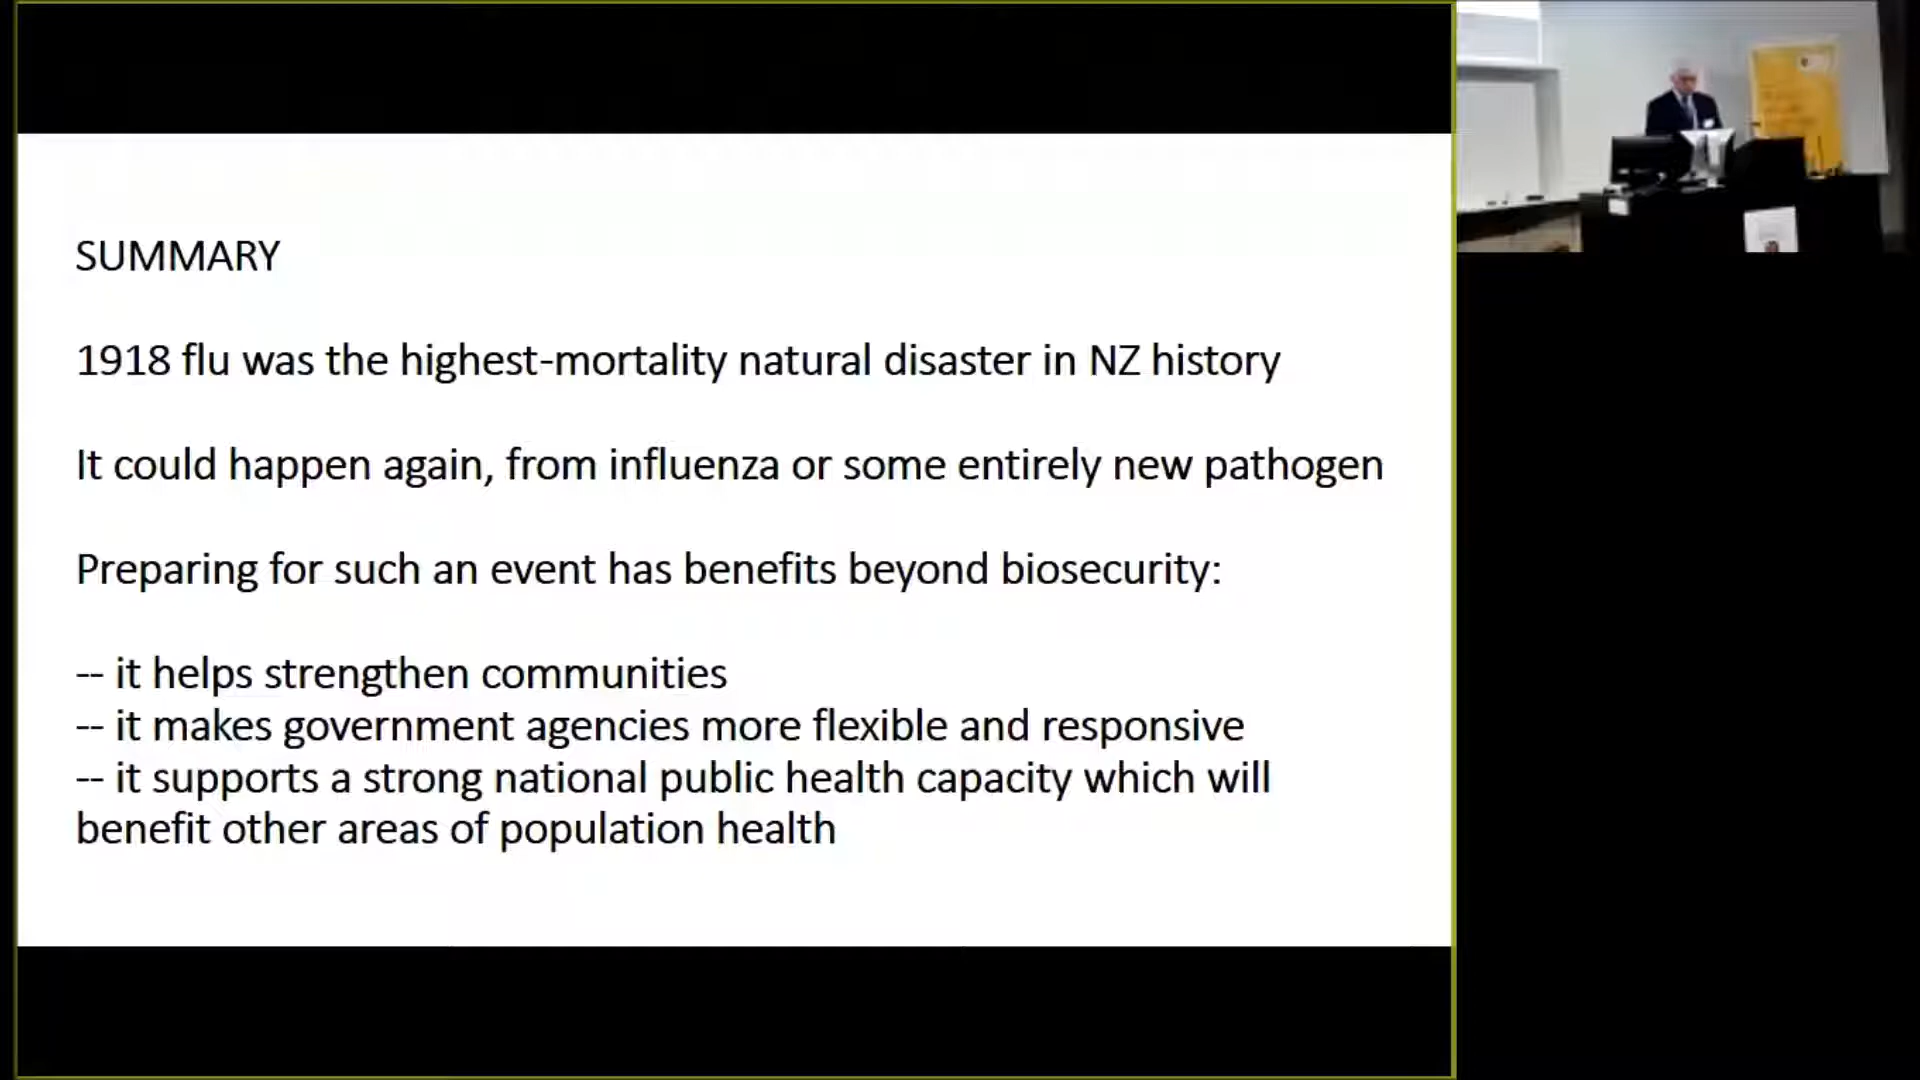 SUMMARY
1918 flu was the highest-mortality natural disaster in NZ history
It could happen again, from influenza or some entirely new pathogen
Preparing for such an event has benefits beyond biosecurity:
-- it helps strengthen communities
-- it makes government agencies more flexible and responsive
-- it supports a strong national public health capacity which will
benefit other areas of population health